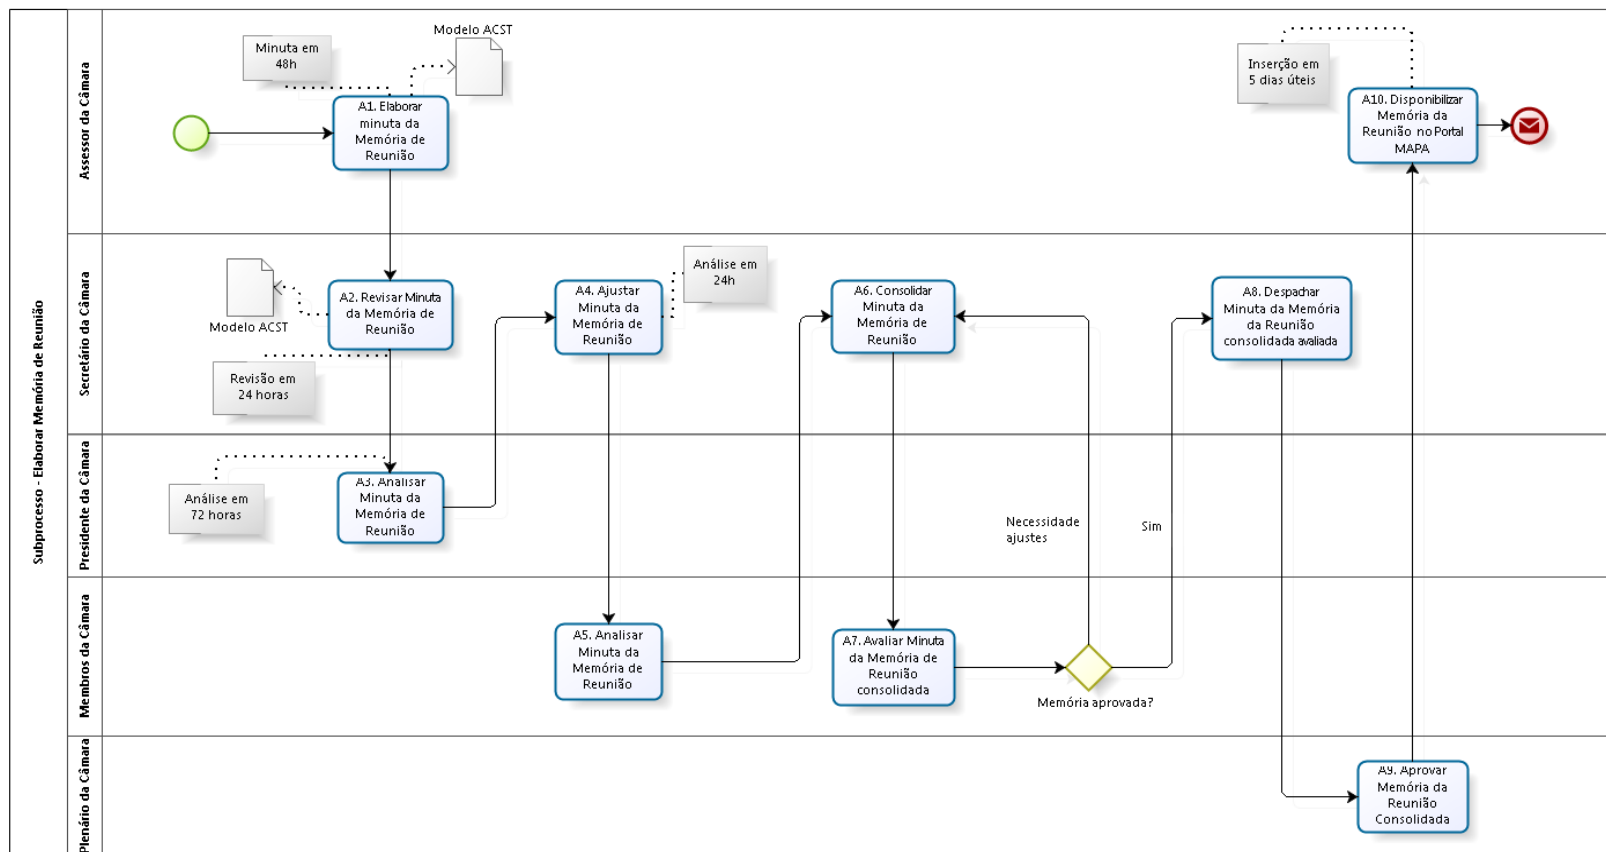 Subprocesso - Elaborar Memória de Reunião
Assessor da Câmara
Minuta em
48h
Modelo ACST
A1. Elaborar
minuta da
Memória de
Reunião
Inserção em
5 dias úteis
A10. Disponibilizar
Memória da
Reunião no Portal
MAPA
Secretário da Câmara
Modelo ACST
A2. Revisar Minuta
da Memória de
Reunião
Revisão em
24 horas
A4. Ajustar
Minuta da
Memória de
Reunião
Análise em
24h
A6. Consolidar
Minuta da
Memória de
Reunião
A8. Despachar
Minuta da Memória
da Reunião
consolidada avaliada
Presidente da Câmara
Análise em
72 horas
A3. Analisar
Minuta da
Memória de
Reunião
Necessidade
ajustes
Sim
Membros da Câmara
A5. Analisar
Minuta da
Memória de
Reunião
A7. Avaliar Minuta
da Memória de
Reunião
consolidada
Memória aprovada?
Plenário da Câmara
A9. Aprovar
Memória da
Reunião
Consolidada